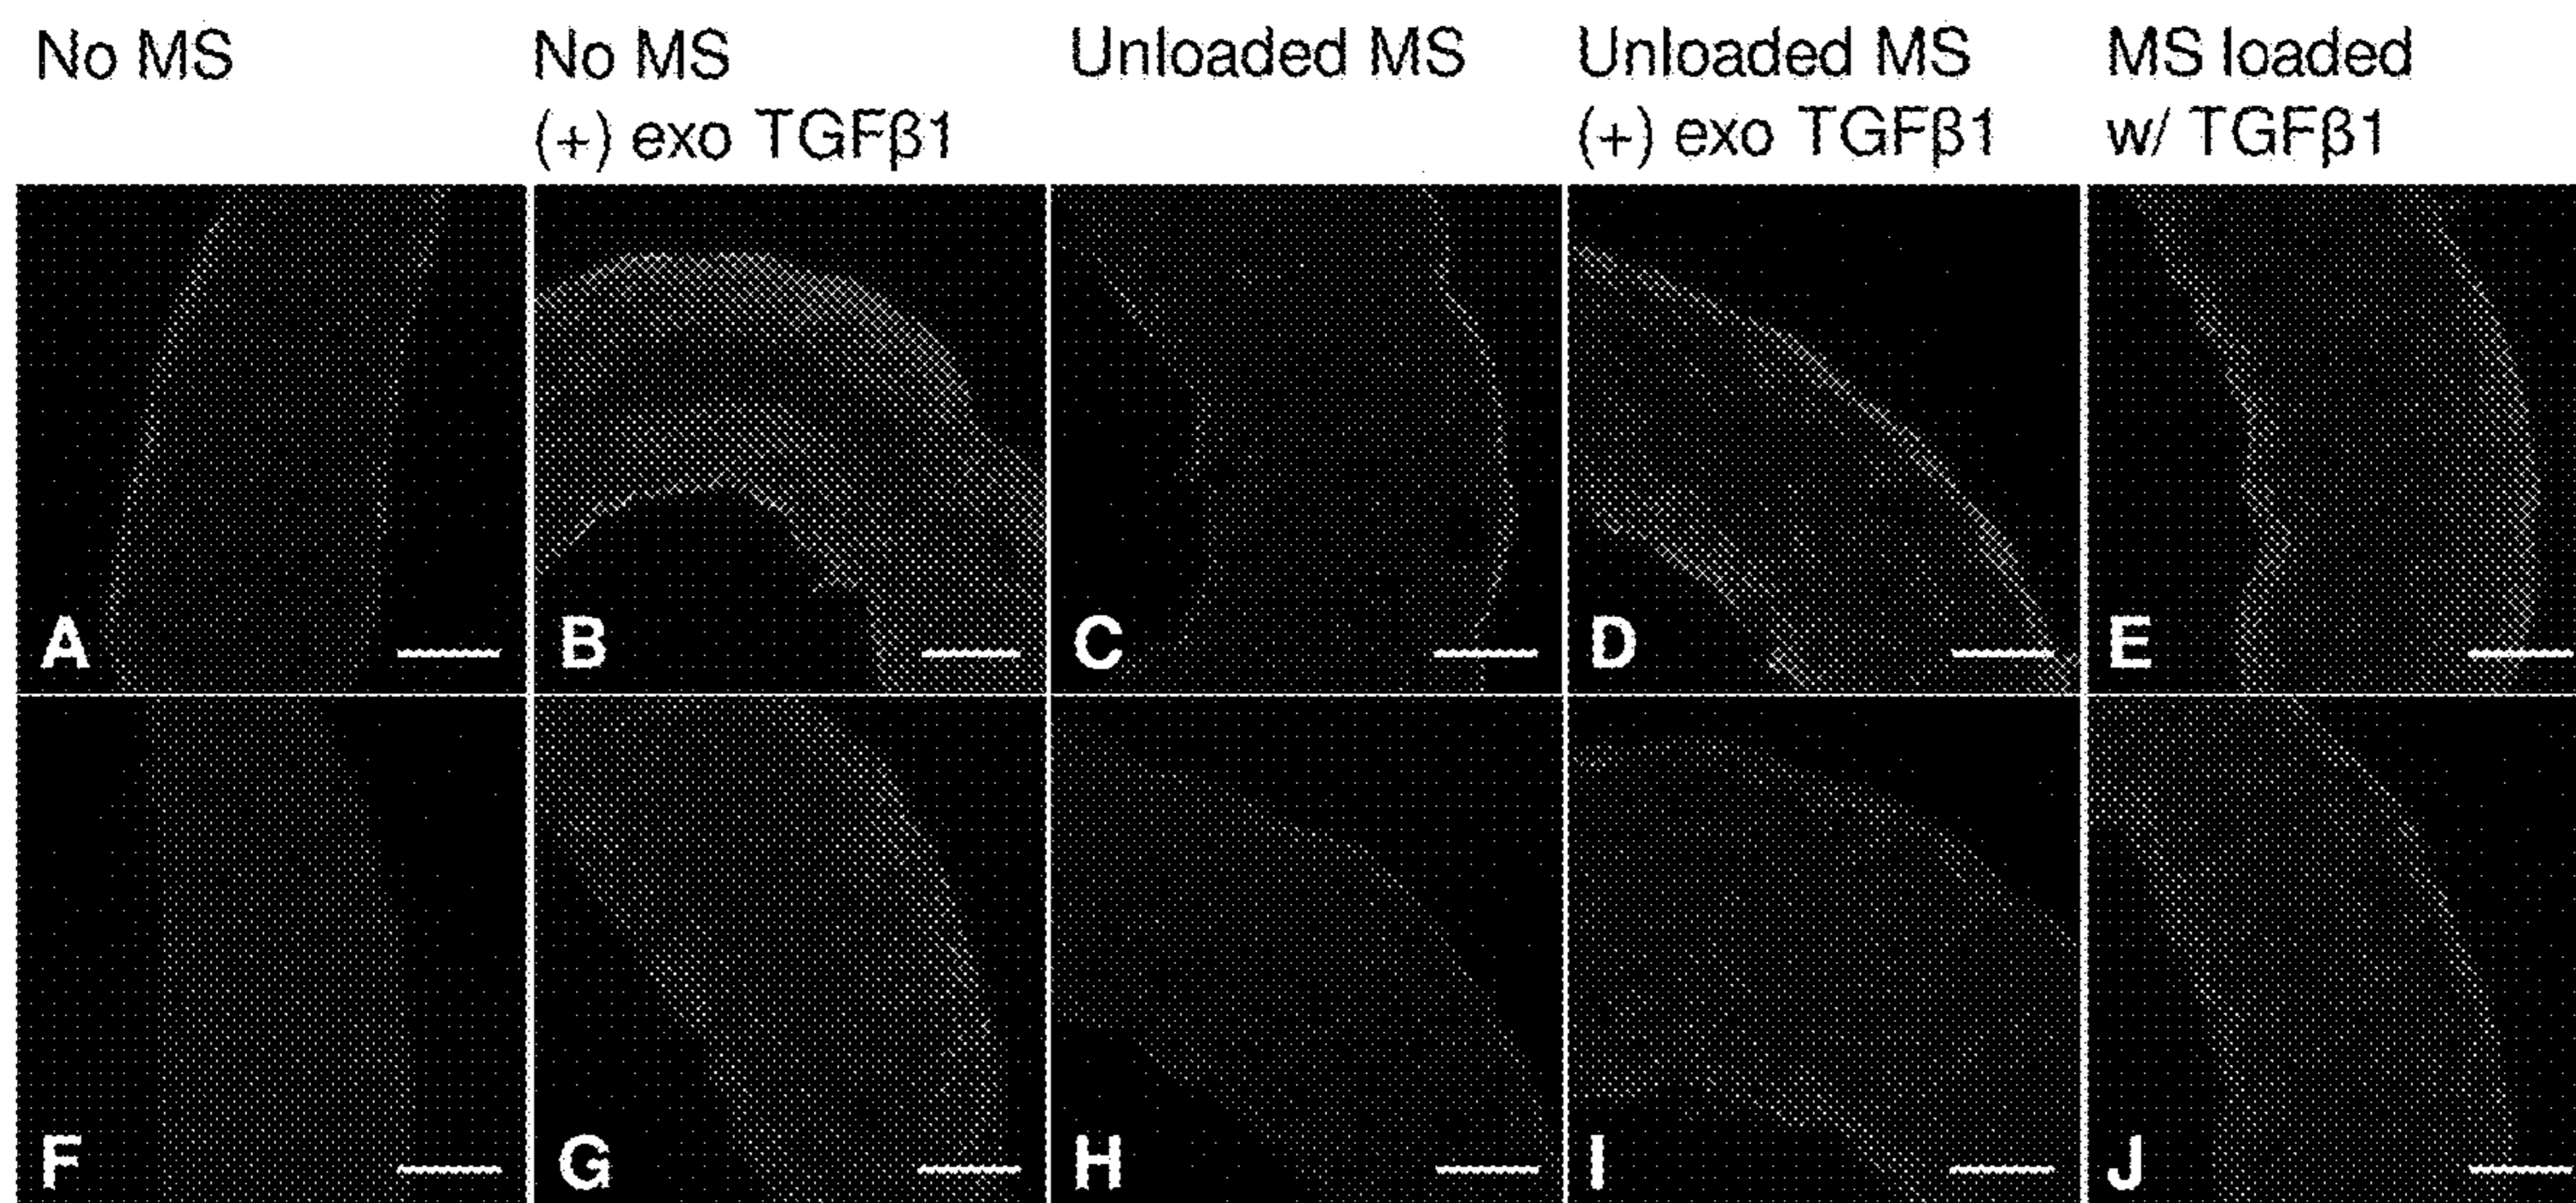 No MS
No MS
(+) exo TGFβ1
Unloaded MS
Unloaded MS
(+) exo TGFβ1
MS loaded
w/ TGFβ1
A
B
C
D
E
F
G
H
I
J